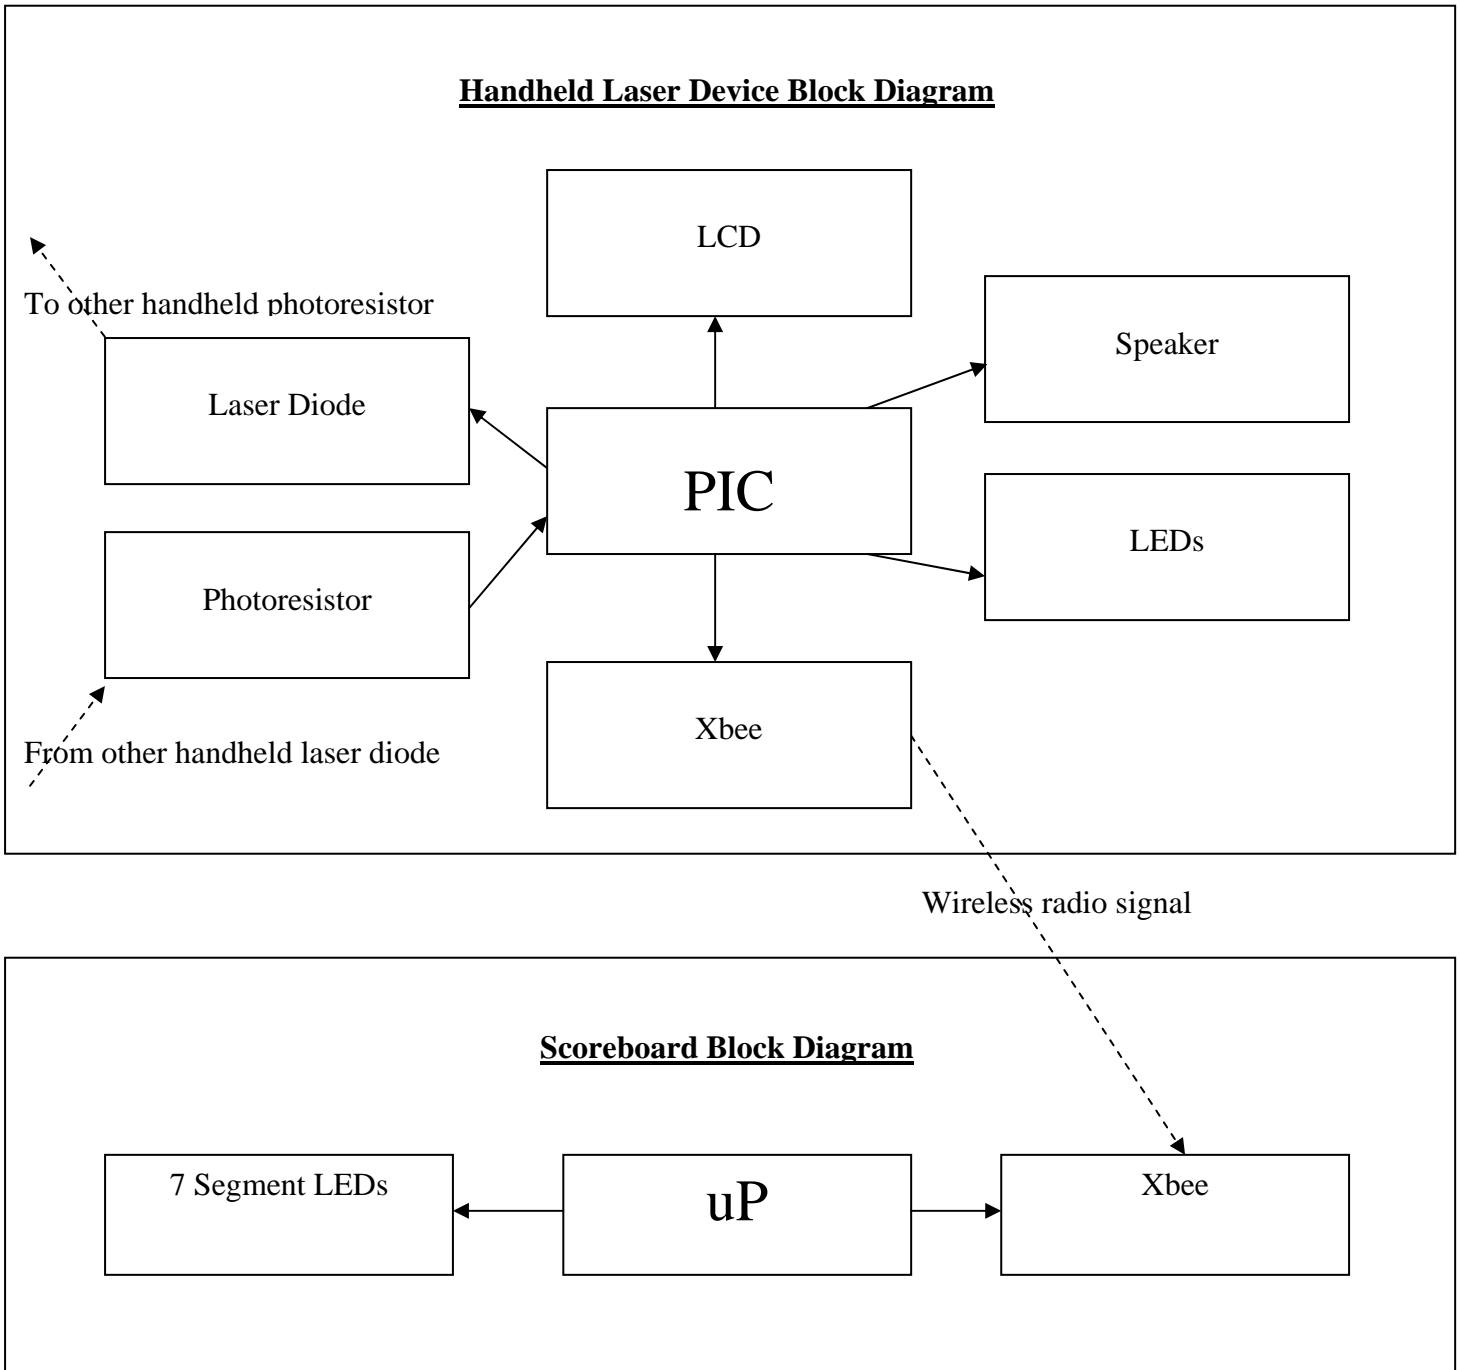 Handheld Laser Device Block Diagram
LCD
To other handheld photoresistor
Speaker
Laser Diode
PIC
LEDs
Photoresistor
Xbee
From other handheld laser diode
Wireless radio signal
Scoreboard Block Diagram
7 Segment LEDs
uP
Xbee